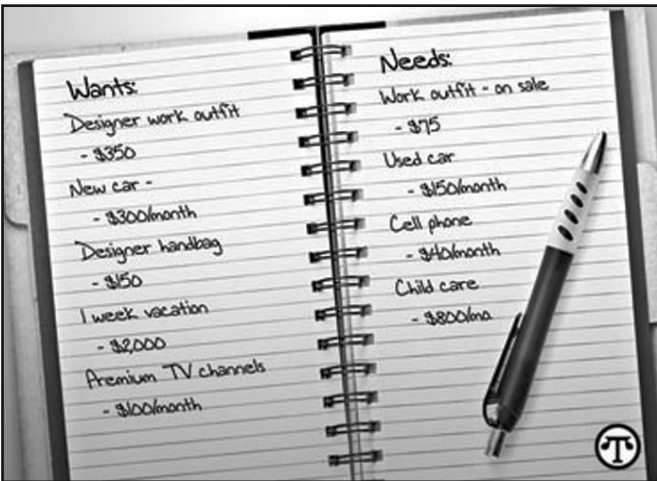 Wants:
Designer work outfit
- $350
New car -
- $300/month
Designer handbag
- $150
1 week vacation
- $2,000
Premium TV channels
- $100/month
Needs:
Work outfit - on sale
- $75
Used car
- $150/month
Cell phone
- $40/month
Child care
- $800/mo.